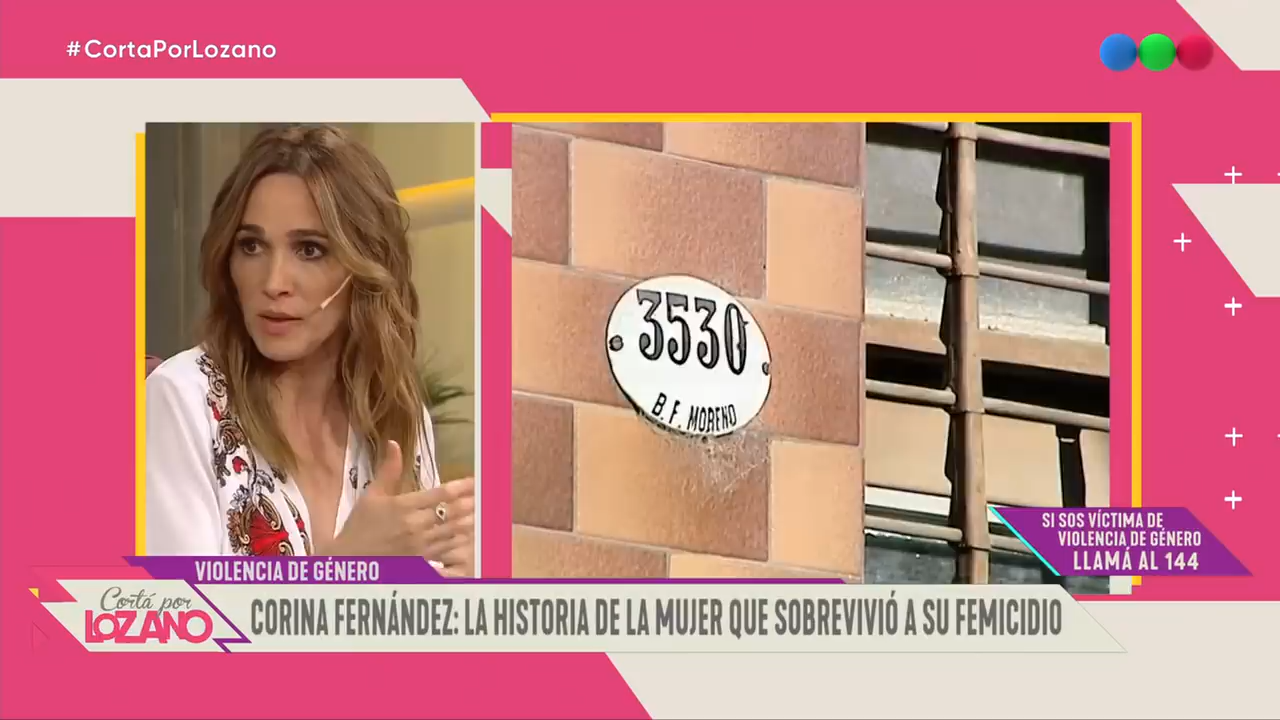 #CortaPorLozano
3530
B. F. MORENO
SI SOS VÍCTIMA DE
VIOLENCIA DE GÉNERO
LLAMÁ AL 144
VIOLENCIA DE GÉNERO
Cortá por
LOZANO
CORINA FERNÁNDEZ: LA HISTORIA DE LA MUJER QUE SOBREVIVIÓ A SU FEMICIDIO